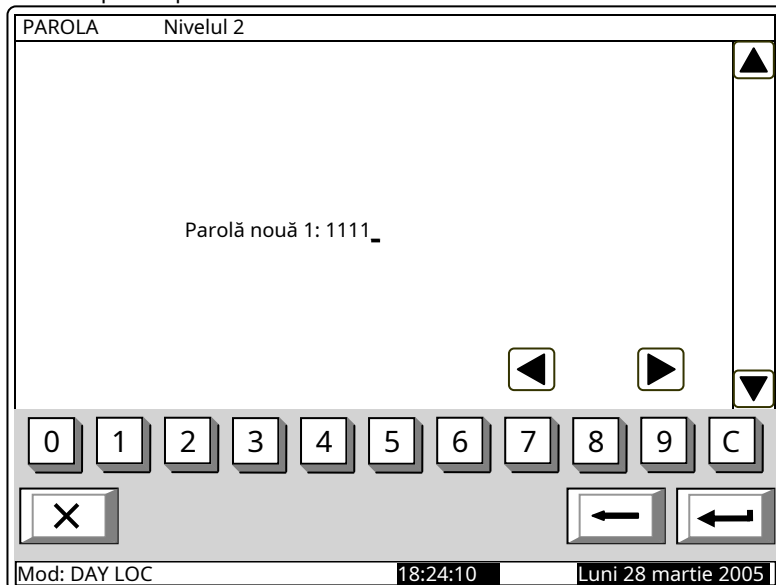 PAROLA Nivelul 2
Parolă nouă 1: 1111_
0 1 2 3 4 5 6 7 8 9 C
Mod: DAY LOC 18:24:10 Luni 28 martie 2005